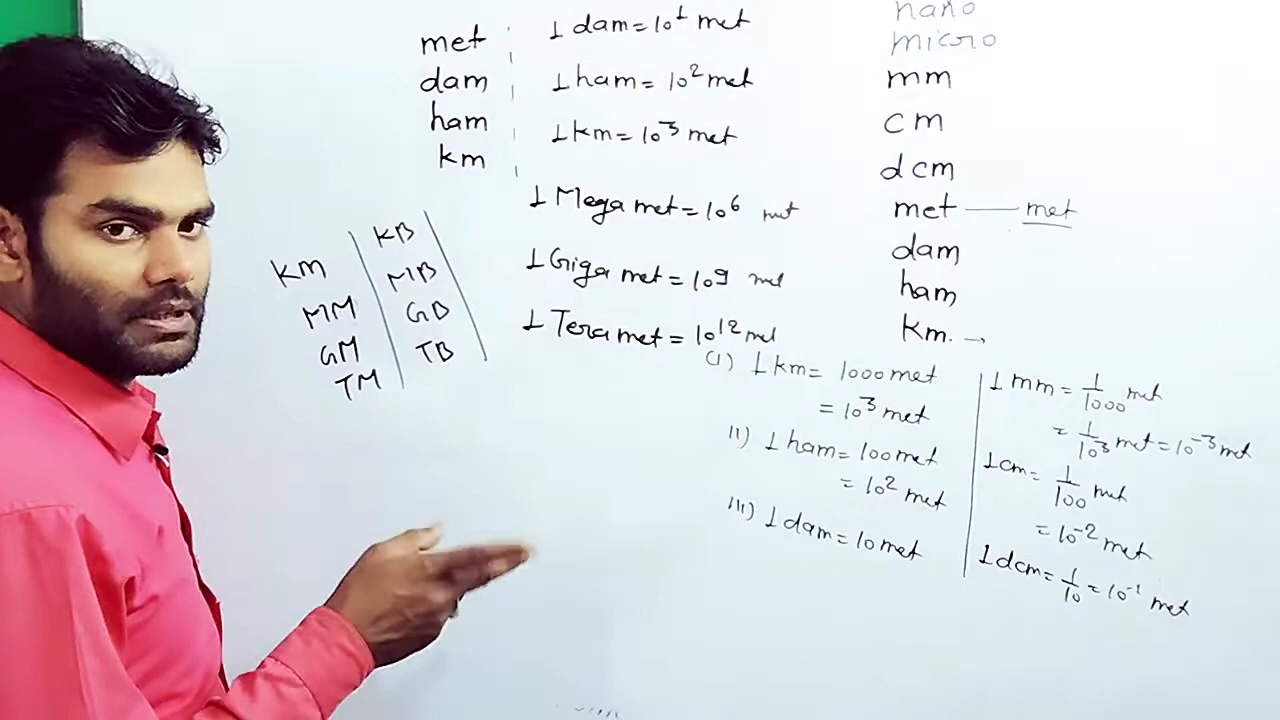 met
dam
ham
km
1 dam = 10¹ met
1 ham = 10² met
1 km = 10³ met
1 Mega met = 10⁶ met
1 Giga met = 10⁹ met
1 Tera met = 10¹² met
KM
MM
GM
TM
KB
MB
GB
TB
nano
micro
mm
cm
dcm
met — met
dam
ham
Km. →
(1) 1 km = 1000 met
= 10³ met
11) 1 ham = 100 met
= 10² met
111) 1 dam = 10 met
1 mm = 1/1000 met
= 1/10³ met = 10⁻³ met
1 cm = 1/100 met
= 10⁻² met
1 dcm = 1/10 = 10⁻¹ met